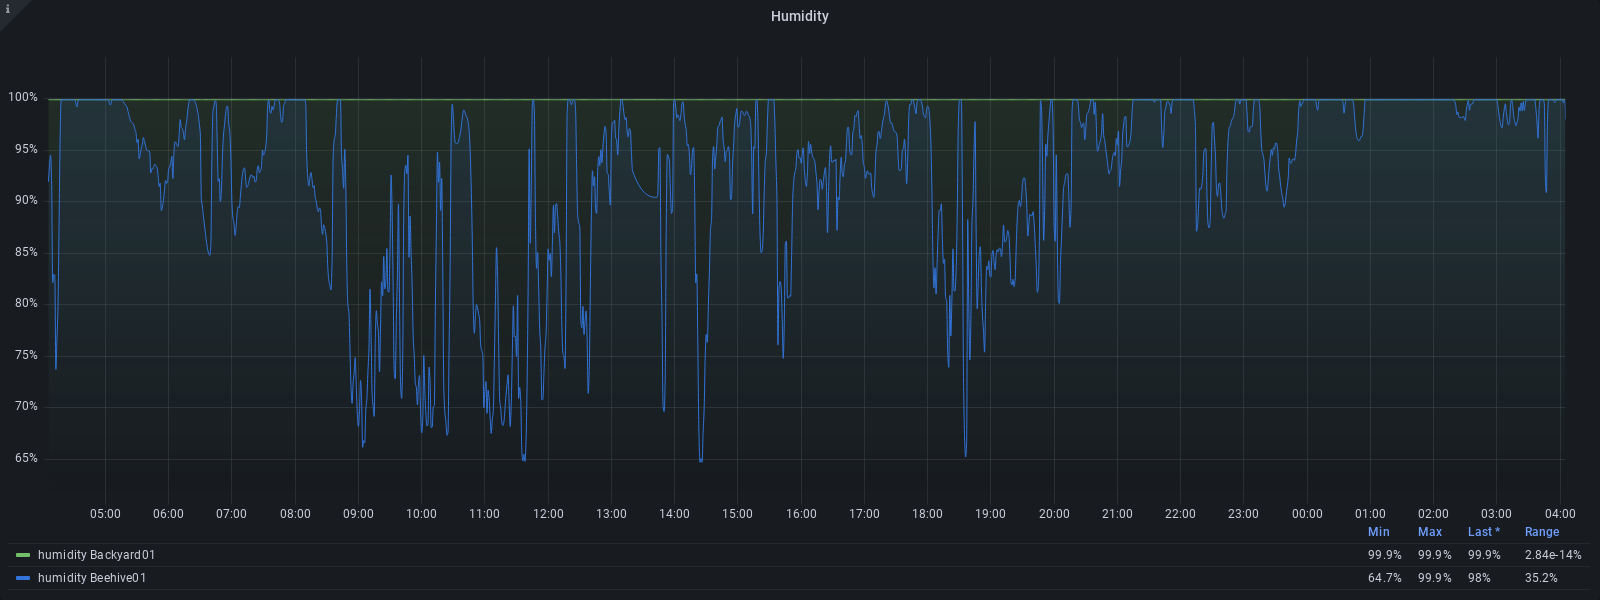 i
Humidity
100%
95%
90%
85%
80%
75%
70%
65%
05:00 06:00 07:00 08:00 09:00 10:00 11:00 12:00 13:00 14:00 15:00 16:00 17:00 18:00 19:00 20:00 21:00 22:00 23:00 00:00 01:00 02:00 03:00 04:00
Min Max Last * Range
humidity Backyard01 99.9% 99.9% 99.9% 2.84e-14%
humidity Beehive01 64.7% 99.9% 98% 35.2%